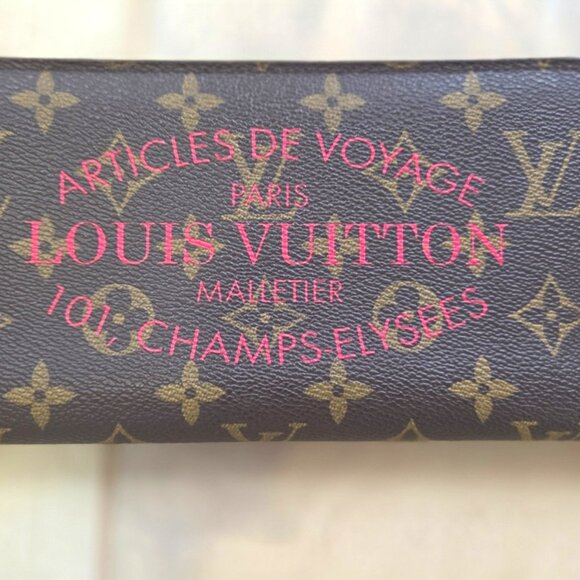 ARTICLES DE VOYAGE
PARIS
LOUIS VUITTON
MALLETIER
101, CHAMPS-ELYSEES